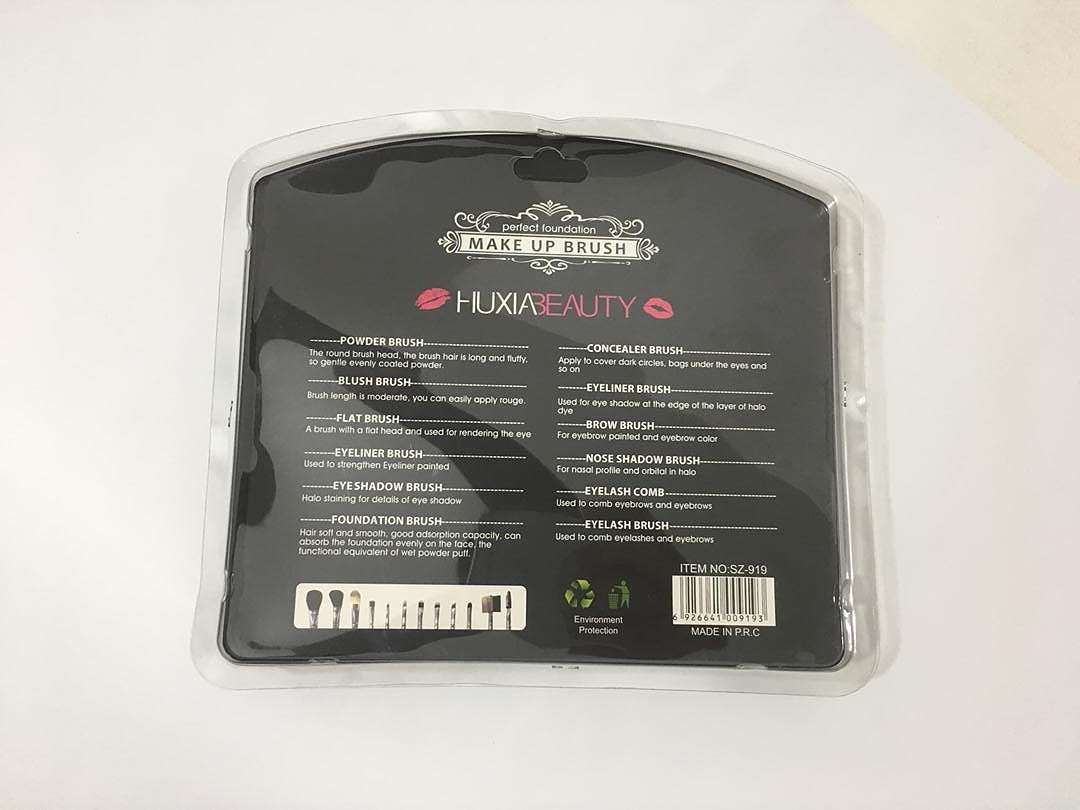 perfect foundation
MAKE UP BRUSH
HUXIABEAUTY
--------POWDER BRUSH----------------------------
The round brush head, the brush hair is long and fluffy,
so gentle evenly coated powder.
--------BLUSH BRUSH-------------------------------
Brush length is moderate, you can easily apply rouge.
--------FLAT BRUSH---------------------------------
A brush with a flat head and used for rendering the eye
--------EYELINER BRUSH---------------------------
Used to strengthen Eyeliner painted
--------EYE SHADOW BRUSH----------------------
Halo staining for details of eye shadow
--------FOUNDATION BRUSH----------------------
Hair soft and smooth, good adsorption capacity, can
absorb the foundation evenly on the face, the
functional equivalent of wet powder puff.
--------CONCEALER BRUSH------------------------
Apply to cover dark circles, bags under the eyes and
so on
--------EYELINER BRUSH----------------------------
Used for eye shadow at the edge of the layer of halo
dye
--------BROW BRUSH---------------------------------
For eyebrow painted and eyebrow color
--------NOSE SHADOW BRUSH--------------------
For nasal profile and orbital in halo
--------EYELASH COMB------------------------------
Used to comb eyebrows and eyebrows
--------EYELASH BRUSH-----------------------------
Used to comb eyelashes and eyebrows
Environment
Protection
ITEM NO:SZ-919
6 926641 009193
MADE IN P.R.C